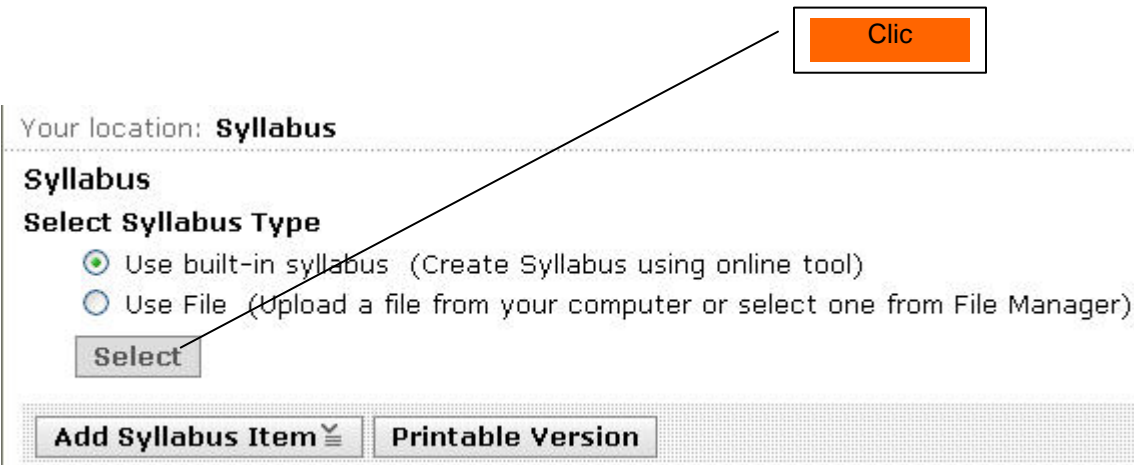 Clic
Your location: Syllabus
Syllabus
Select Syllabus Type
Use built-in syllabus (Create Syllabus using online tool)
Use File (Upload a file from your computer or select one from File Manager)
Select
Add Syllabus Item Printable Version